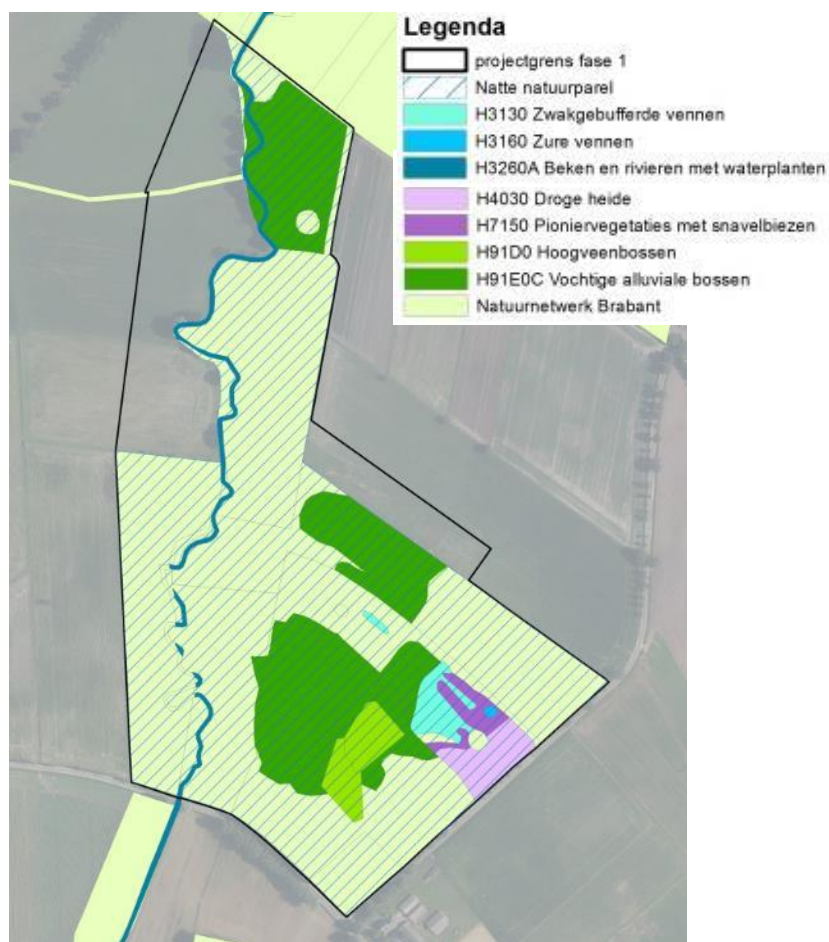 Legenda
projectgrens fase 1
Natte natuurparel
H3130 Zwakgebufferde vennen
H3160 Zure vennen
H3260A Beken en rivieren met waterplanten
H4030 Droge heide
H7150 Pioniervegetaties met snavelbiezen
H91D0 Hoogveenbossen
H91E0C Vochtige alluviale bossen
Natuurnetwerk Brabant